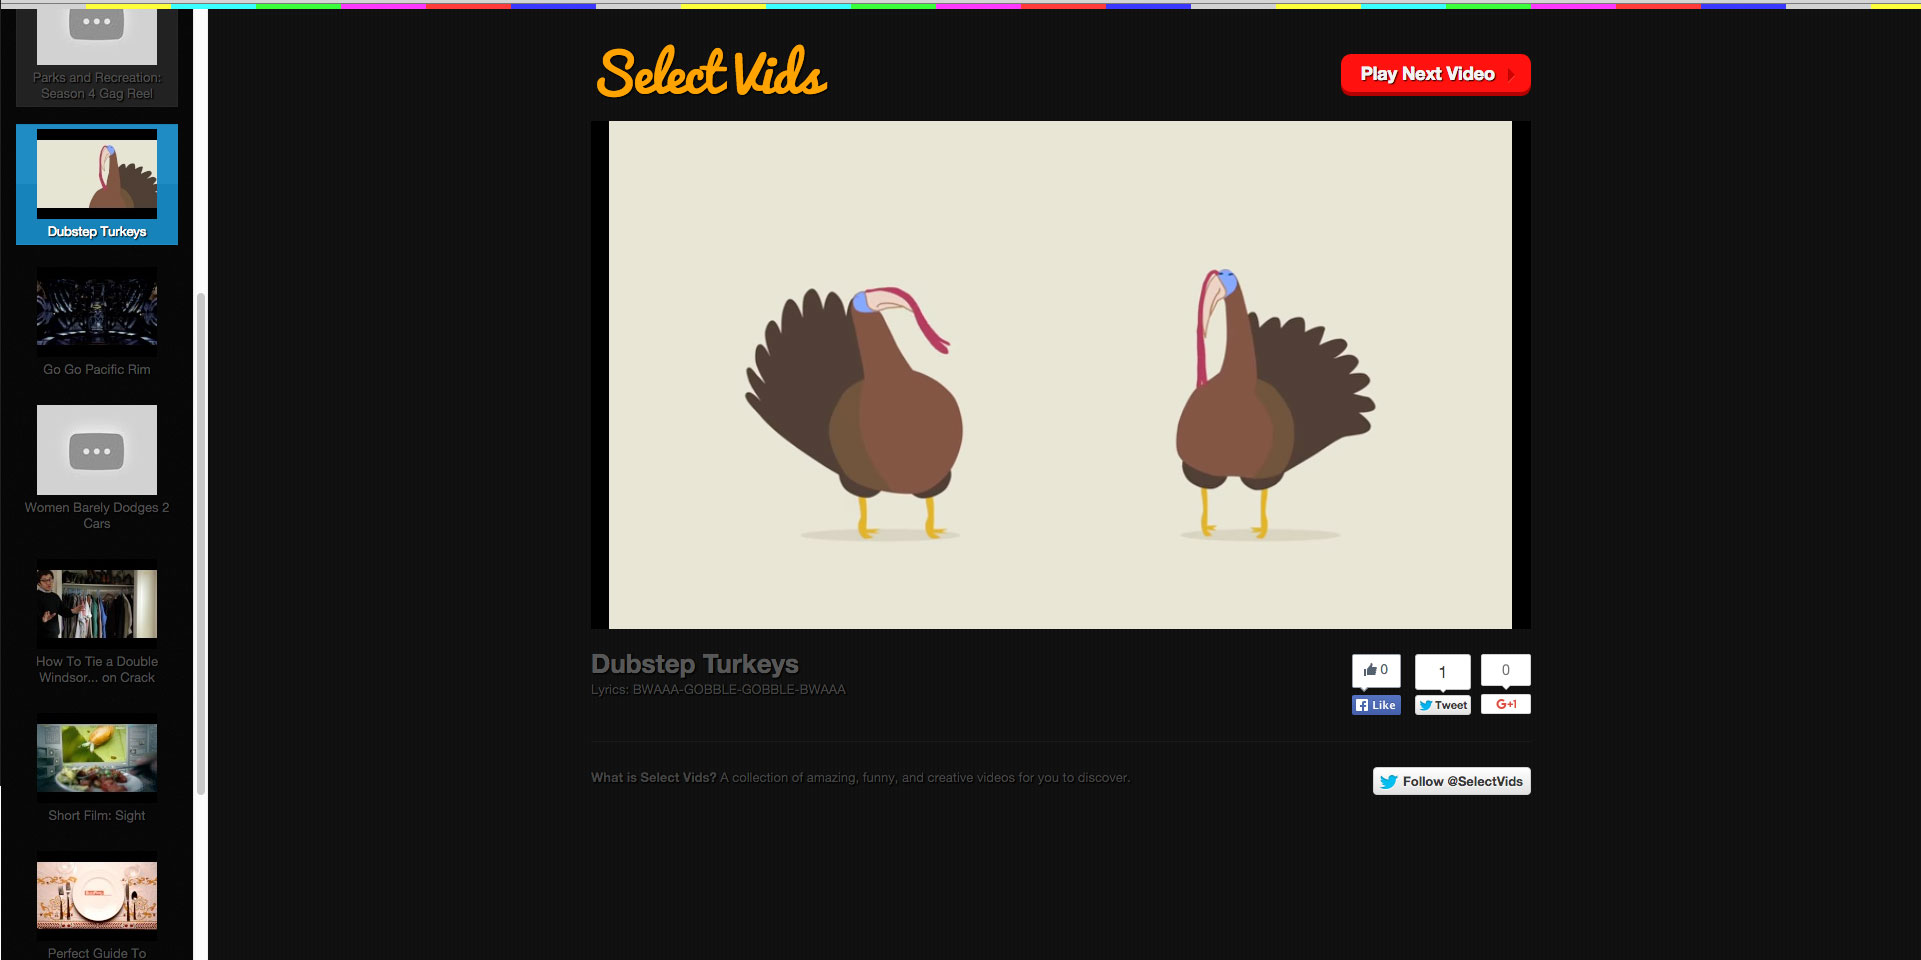 Parks and Recreation:
Season 4 Gag Reel
Dubstep Turkeys
Go Go Pacific Rim
Women Barely Dodges 2
Cars
How To Tie a Double
Windsor... on Crack
Short Film: Sight
Perfect Guide To
Select Vids
Play Next Video
Dubstep Turkeys
Lyrics: BWAAA-GOBBLE-GOBBLE-BWAAA
0
Like
1
Tweet
0
G+1
What is Select Vids? A collection of amazing, funny, and creative videos for you to discover.
Follow @SelectVids